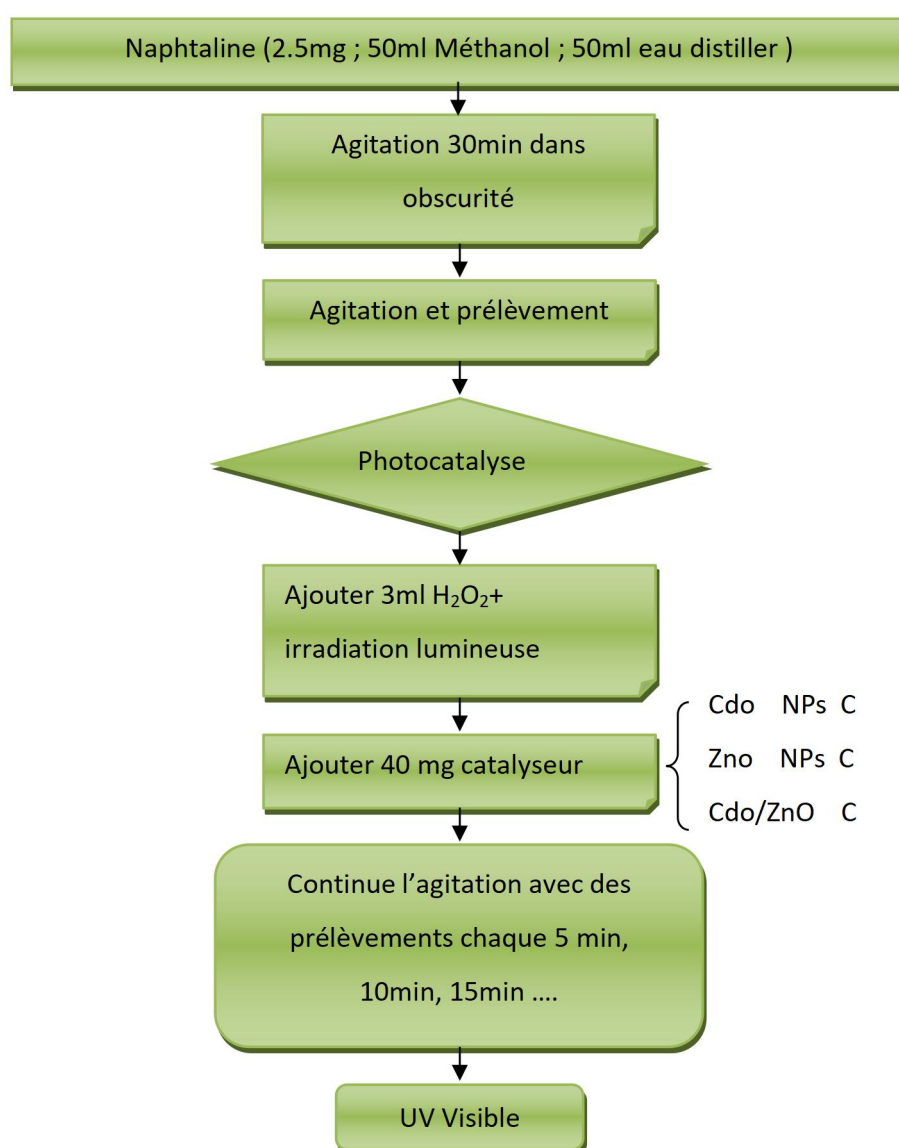 Naphtaline (2.5mg ; 50ml Méthanol ; 50ml eau distiller )
Agitation 30min dans
obscurité
Agitation et prélèvement
Photocatalyse
Ajouter 3ml H₂O₂+
irradiation lumineuse
Ajouter 40 mg catalyseur
Cdo NPs C
Zno NPs C
Cdo/ZnO C
Continue l’agitation avec des
prélèvements chaque 5 min,
10min, 15min ….
UV Visible